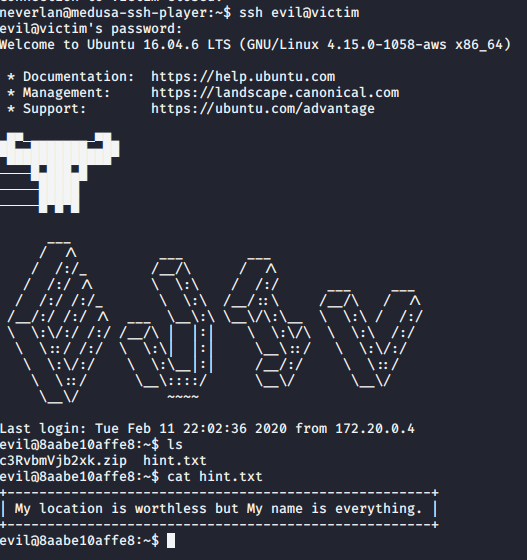 neverlan@medusa-ssh-player:~$ ssh evil@victim
evil@victim's password:
Welcome to Ubuntu 16.04.6 LTS (GNU/Linux 4.15.0-1058-aws x86_64)
* Documentation: https://help.ubuntu.com
* Management: https://landscape.canonical.com
* Support: https://ubuntu.com/advantage
Last login: Tue Feb 11 22:02:36 2020 from 172.20.0.4
evil@8aabe10affe8:~$ ls
c3RvbmVjb2xk.zip hint.txt
evil@8aabe10affe8:~$ cat hint.txt
| My location is worthless but My name is everything. |
evil@8aabe10affe8:~$